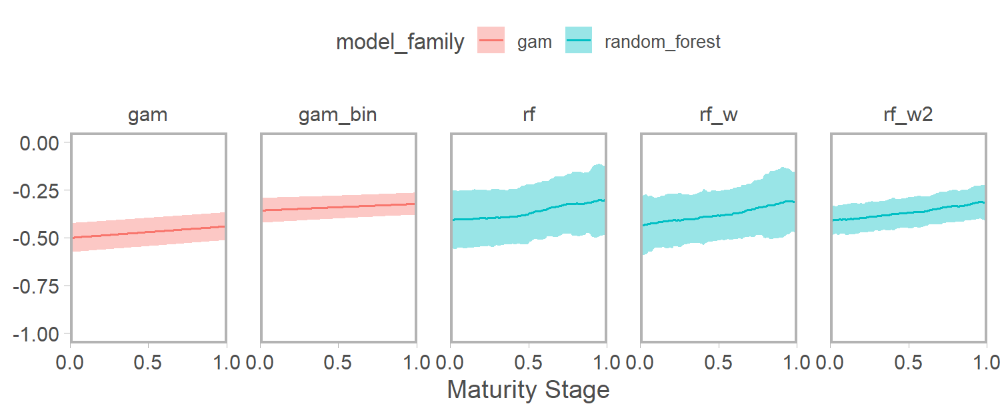 model_family gam random_forest
gam gam_bin rf rf_w rf_w2
0.00
-0.25
-0.50
-0.75
-1.00
0.0 0.5 1.0 0.0 0.5 1.0 0.0 0.5 1.0 0.0 0.5 1.0 0.0 0.5 1.0
Maturity Stage